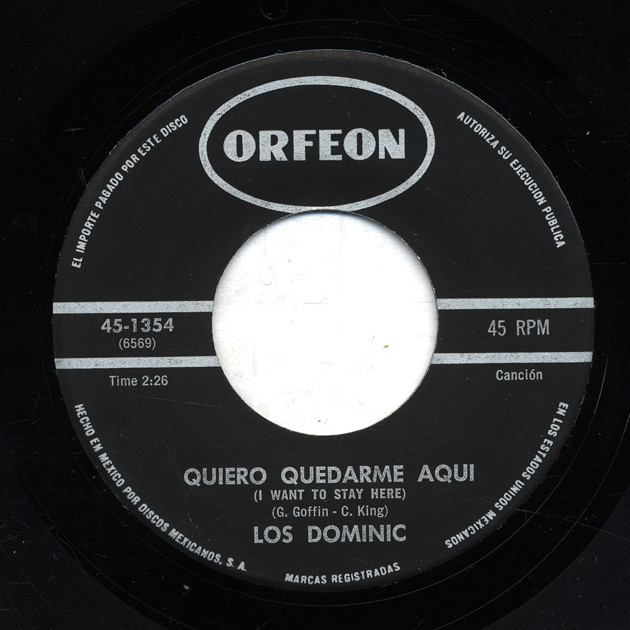 ORFEON
EL IMPORTE PAGADO POR ESTE DISCO
AUTORIZA SU EJECUCION PUBLICA
45-1354
(6569)
45 RPM
Time 2:26
Canción
QUIERO QUEDARME AQUI
(I WANT TO STAY HERE)
(G. Goffin - C. King)
LOS DOMINIC
HECHO EN MEXICO POR DISCOS MEXICANOS, S. A.
MARCAS REGISTRADAS
EN LOS ESTADOS UNIDOS MEXICANOS